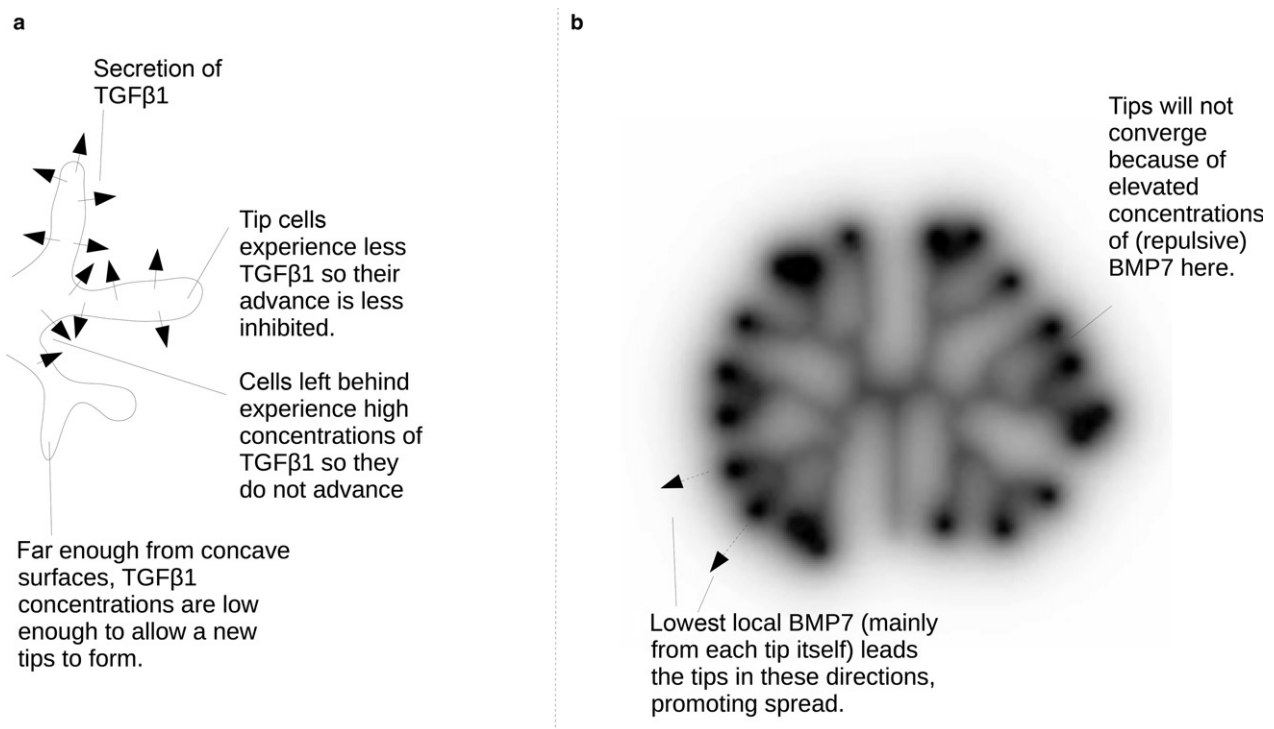 a
Secretion of
TGFβ1
Tip cells
experience less
TGFβ1 so their
advance is less
inhibited.
Cells left behind
experience high
concentrations of
TGFβ1 so they
do not advance
Far enough from concave
surfaces, TGFβ1
concentrations are low
enough to allow a new
tips to form.
b
Tips will not
converge
because of
elevated
concentrations
of (repulsive)
BMP7 here.
Lowest local BMP7 (mainly
from each tip itself) leads
the tips in these directions,
promoting spread.